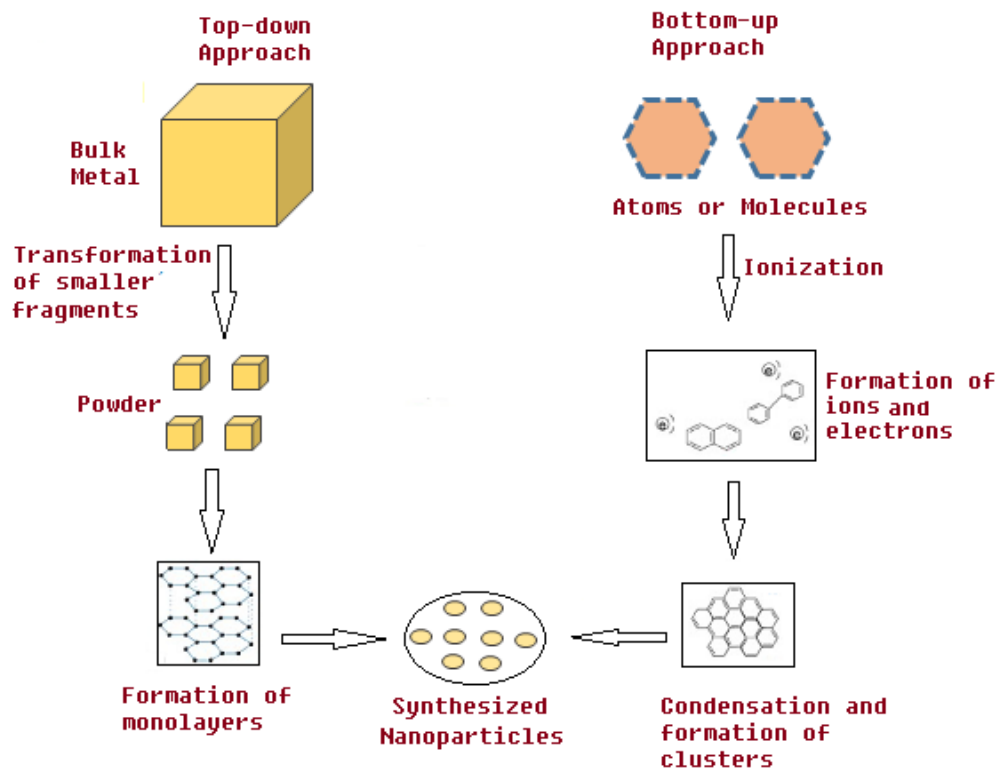 Top-down
Approach
Bulk
Metal
Transformation
of smaller
fragments
Powder
Formation of
monolayers
Bottom-up
Approach
Atoms or Molecules
Ionization
Formation of
ions and
electrons
Condensation and
formation of
clusters
Synthesized
Nanoparticles